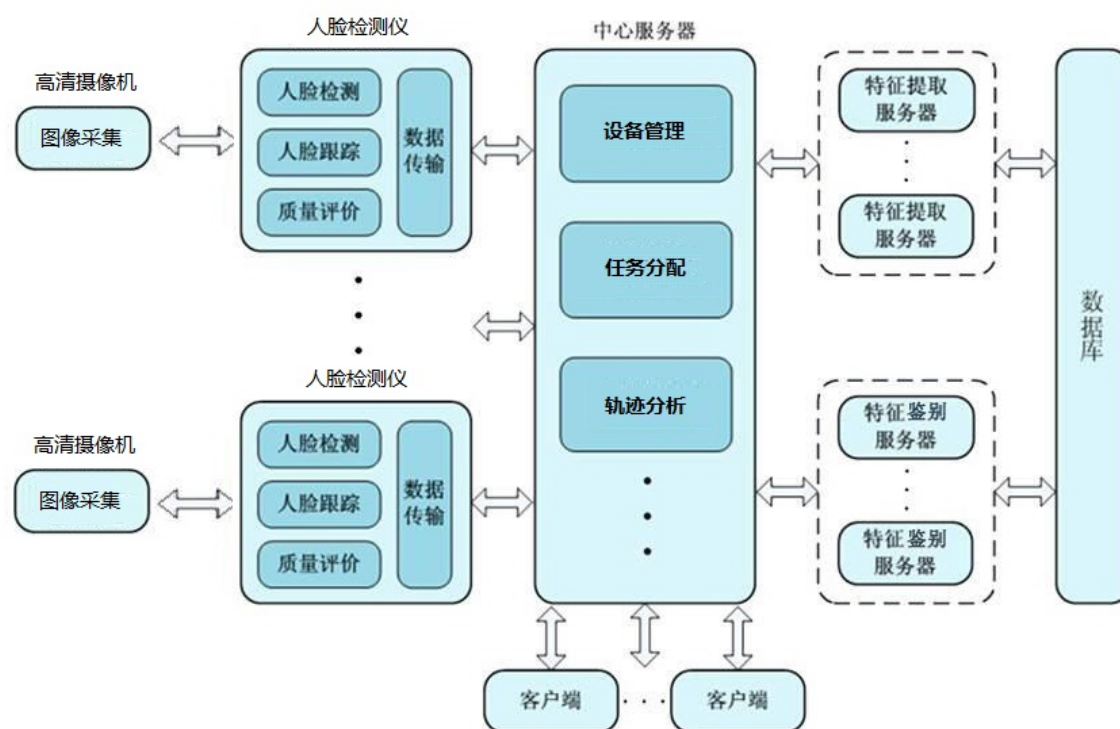 人脸检测仪
中心服务器
高清摄像机
图像采集
人脸检测
人脸跟踪
质量评价
数据
传输
设备管理
任务分配
轨迹分析
特征提取
服务器
特征提取
服务器
数据库
人脸检测仪
高清摄像机
图像采集
人脸检测
人脸跟踪
质量评价
数据
传输
特征鉴别
服务器
特征鉴别
服务器
客户端
客户端